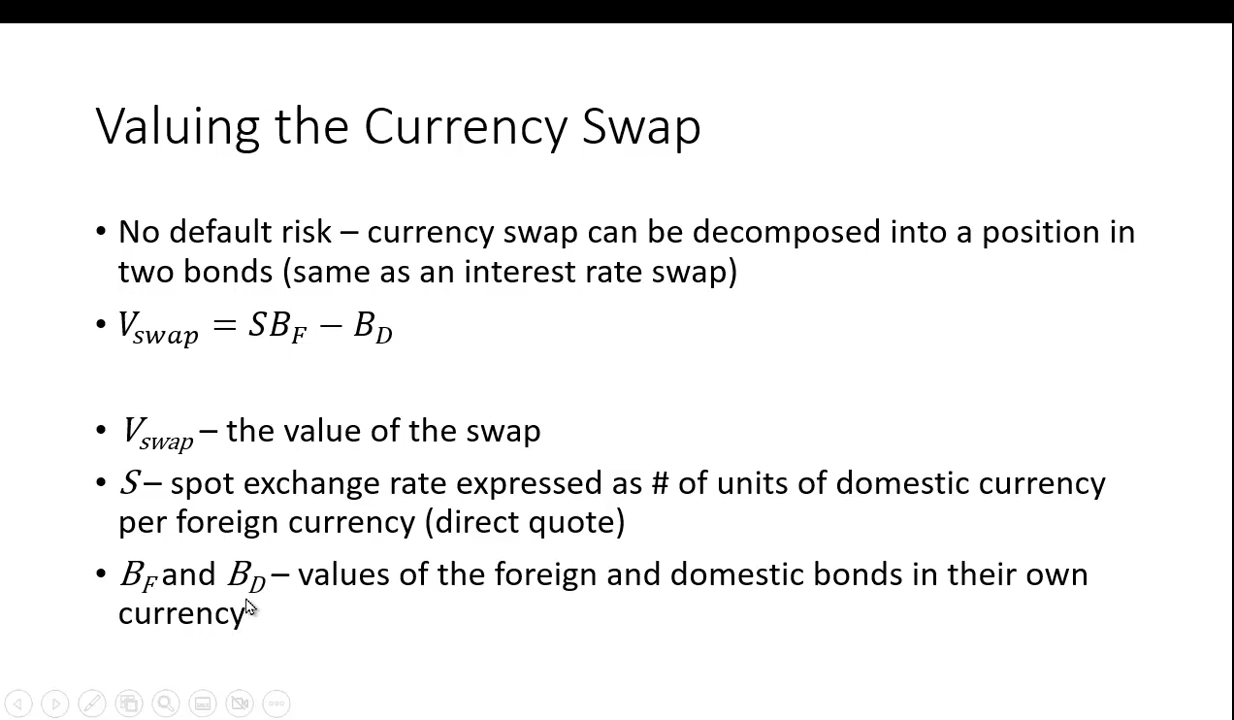 Valuing the Currency Swap
• No default risk – currency swap can be decomposed into a position in
two bonds (same as an interest rate swap)
• V_swap = SB_F − B_D
• V_swap – the value of the swap
• S – spot exchange rate expressed as # of units of domestic currency
per foreign currency (direct quote)
• B_F and B_D – values of the foreign and domestic bonds in their own
currency